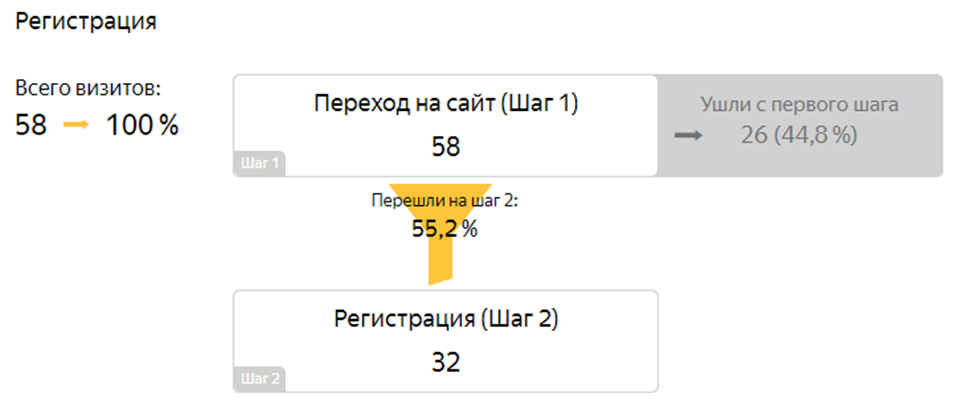 Регистрация
Всего визитов:
58 → 100 %
Переход на сайт (Шаг 1)
58
Шаг 1
Ушли с первого шага
→ 26 (44,8 %)
Перешли на шаг 2:
55,2 %
Регистрация (Шаг 2)
32
Шаг 2